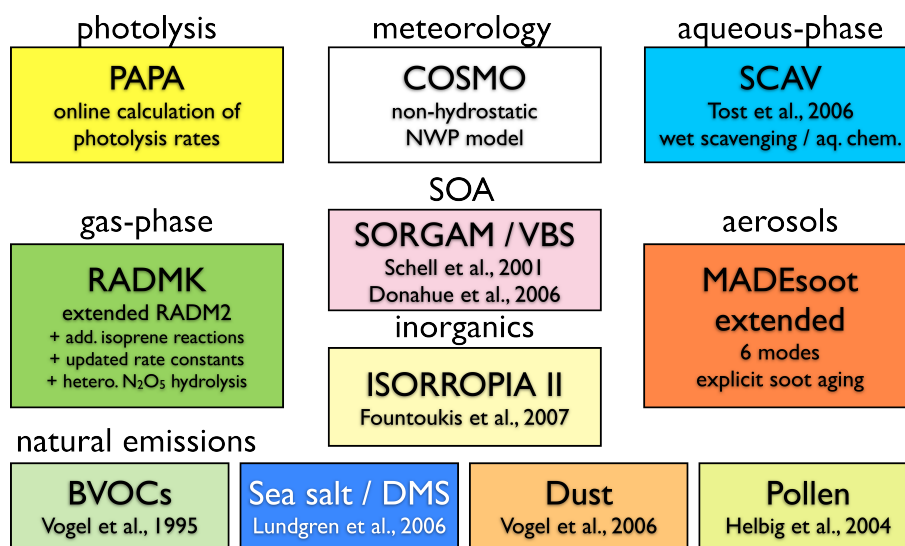 photolysis
PAPA
online calculation of
photolysis rates
meteorology
COSMO
non-hydrostatic
NWP model
aqueous-phase
SCAV
Tost et al., 2006
wet scavenging / aq. chem.
gas-phase
RADMK
extended RADM2
+ add. isoprene reactions
+ updated rate constants
+ hetero. N₂O₅ hydrolysis
SOA
SORGAM / VBS
Schell et al., 2001
Donahue et al., 2006
inorganics
ISORROPIA II
Fountoukis et al., 2007
aerosols
MADEsoot
extended
6 modes
explicit soot aging
natural emissions
BVOCs
Vogel et al., 1995
Sea salt / DMS
Lundgren et al., 2006
Dust
Vogel et al., 2006
Pollen
Helbig et al., 2004